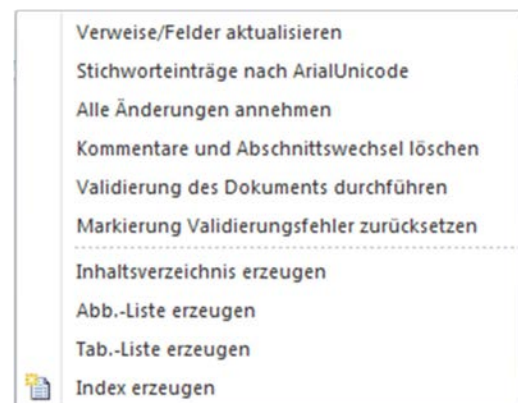 Verweise/Felder aktualisieren
Stichworteinträge nach ArialUnicode
Alle Änderungen annehmen
Kommentare und Abschnittswechsel löschen
Validierung des Dokuments durchführen
Markierung Validierungsfehler zurücksetzen
Inhaltsverzeichnis erzeugen
Abb.-Liste erzeugen
Tab.-Liste erzeugen
Index erzeugen